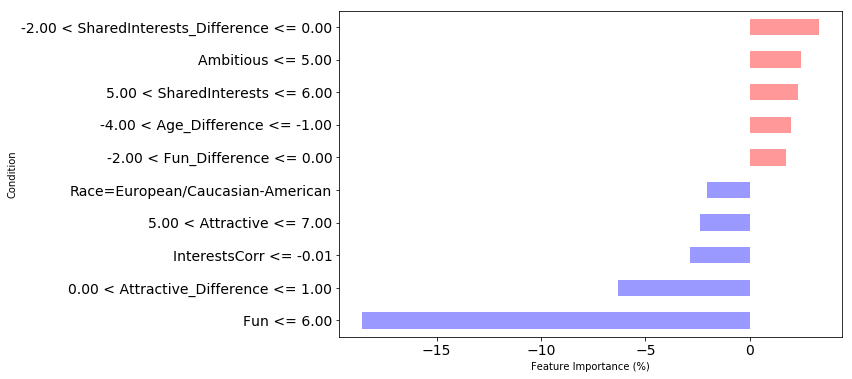 -2.00 < SharedInterests_Difference <= 0.00
Ambitious <= 5.00
5.00 < SharedInterests <= 6.00
-4.00 < Age_Difference <= -1.00
-2.00 < Fun_Difference <= 0.00
Race=European/Caucasian-American
5.00 < Attractive <= 7.00
InterestsCorr <= -0.01
0.00 < Attractive_Difference <= 1.00
Fun <= 6.00
Condition
−15 −10 −5 0
Feature Importance (%)